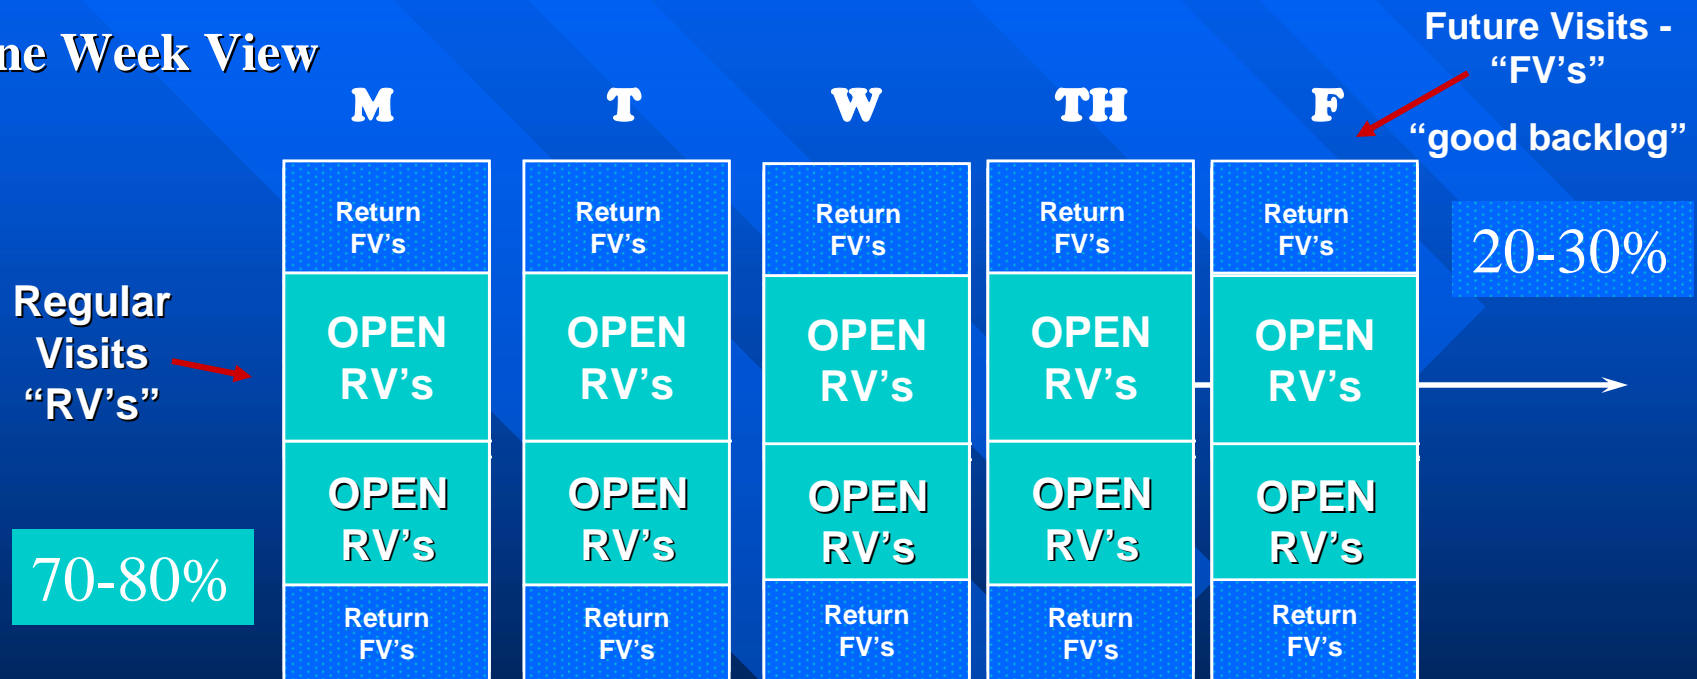 ne Week View
Future Visits -
“FV’s”
“good backlog”
M T W TH F
20-30%
Regular
Visits
“RV’s”
70-80%
Return
FV’s
OPEN
RV’s
OPEN
RV’s
Return
FV’s
Return
FV’s
OPEN
RV’s
OPEN
RV’s
Return
FV’s
Return
FV’s
OPEN
RV’s
OPEN
RV’s
Return
FV’s
Return
FV’s
OPEN
RV’s
OPEN
RV’s
Return
FV’s
Return
FV’s
OPEN
RV’s
OPEN
RV’s
Return
FV’s